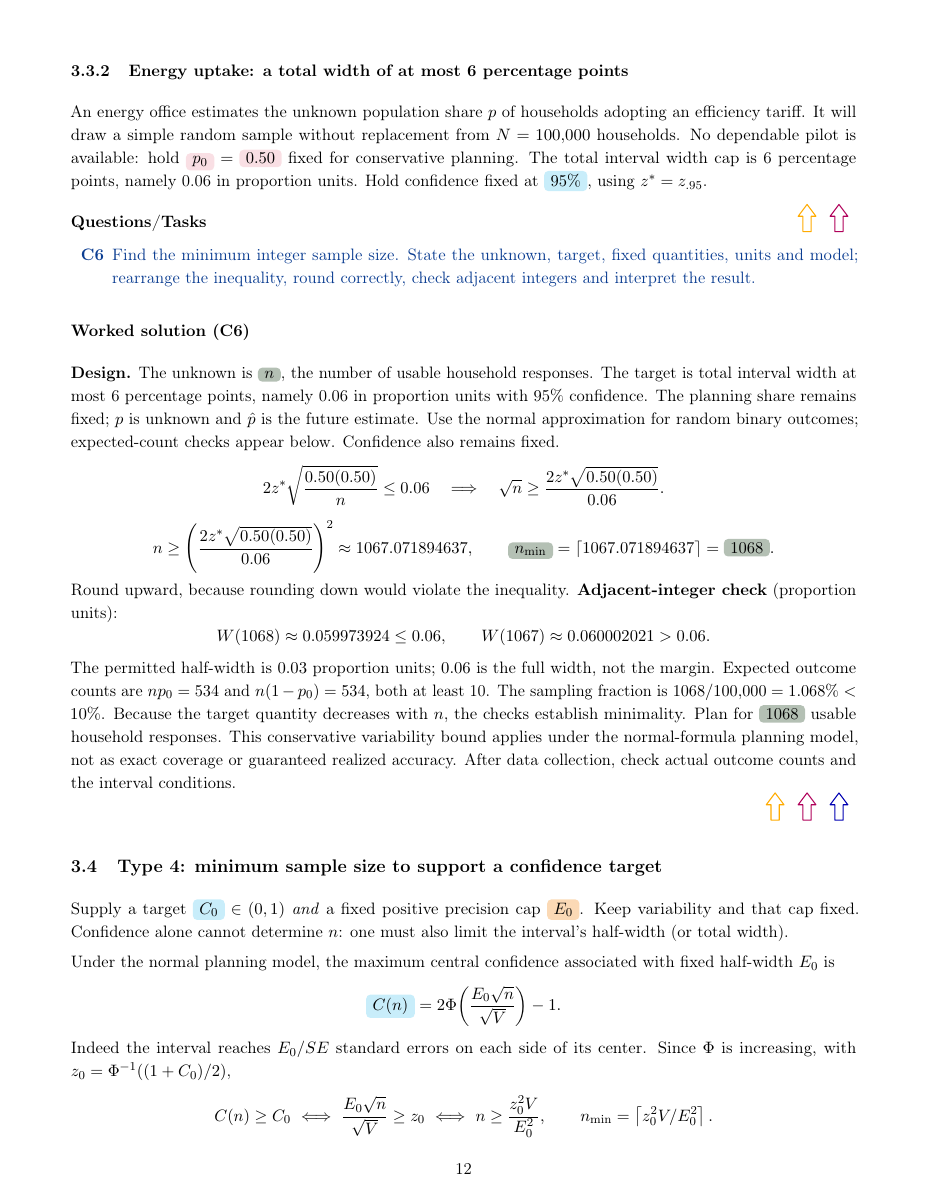 3.3.2 Energy uptake: a total width of at most 6 percentage points
An energy office estimates the unknown population share p of households adopting an efficiency tariff. It will
draw a simple random sample without replacement from N = 100,000 households. No dependable pilot is
available: hold p₀ = 0.50 fixed for conservative planning. The total interval width cap is 6 percentage
points, namely 0.06 in proportion units. Hold confidence fixed at 95% , using z* = z.₉₅.
Questions/Tasks
C6 Find the minimum integer sample size. State the unknown, target, fixed quantities, units and model;
rearrange the inequality, round correctly, check adjacent integers and interpret the result.
Worked solution (C6)
Design. The unknown is n , the number of usable household responses. The target is total interval width at
most 6 percentage points, namely 0.06 in proportion units with 95% confidence. The planning share remains
fixed; p is unknown and p̂ is the future estimate. Use the normal approximation for random binary outcomes;
expected-count checks appear below. Confidence also remains fixed.
2z*√(0.50(0.50)/n) ≤ 0.06 ⟹ √n ≥ 2z*√(0.50(0.50))/0.06.
n ≥ (2z*√(0.50(0.50))/0.06)² ≈ 1067.071894637, n_min = ⌈1067.071894637⌉ = 1068 .
Round upward, because rounding down would violate the inequality. Adjacent-integer check (proportion
units):
W(1068) ≈ 0.059973924 ≤ 0.06, W(1067) ≈ 0.060002021 > 0.06.
The permitted half-width is 0.03 proportion units; 0.06 is the full width, not the margin. Expected outcome
counts are np₀ = 534 and n(1 − p₀) = 534, both at least 10. The sampling fraction is 1068/100,000 = 1.068% <
10%. Because the target quantity decreases with n, the checks establish minimality. Plan for 1068 usable
household responses. This conservative variability bound applies under the normal-formula planning model,
not as exact coverage or guaranteed realized accuracy. After data collection, check actual outcome counts and
the interval conditions.
3.4 Type 4: minimum sample size to support a confidence target
Supply a target C₀ ∈ (0, 1) and a fixed positive precision cap E₀ . Keep variability and that cap fixed.
Confidence alone cannot determine n: one must also limit the interval's half-width (or total width).
Under the normal planning model, the maximum central confidence associated with fixed half-width E₀ is
C(n) = 2Φ(E₀√n/√V) − 1.
Indeed the interval reaches E₀/SE standard errors on each side of its center. Since Φ is increasing, with
z₀ = Φ⁻¹((1 + C₀)/2),
C(n) ≥ C₀ ⟺ E₀√n/√V ≥ z₀ ⟺ n ≥ z₀²V/E₀², n_min = ⌈z₀²V/E₀²⌉ .
12